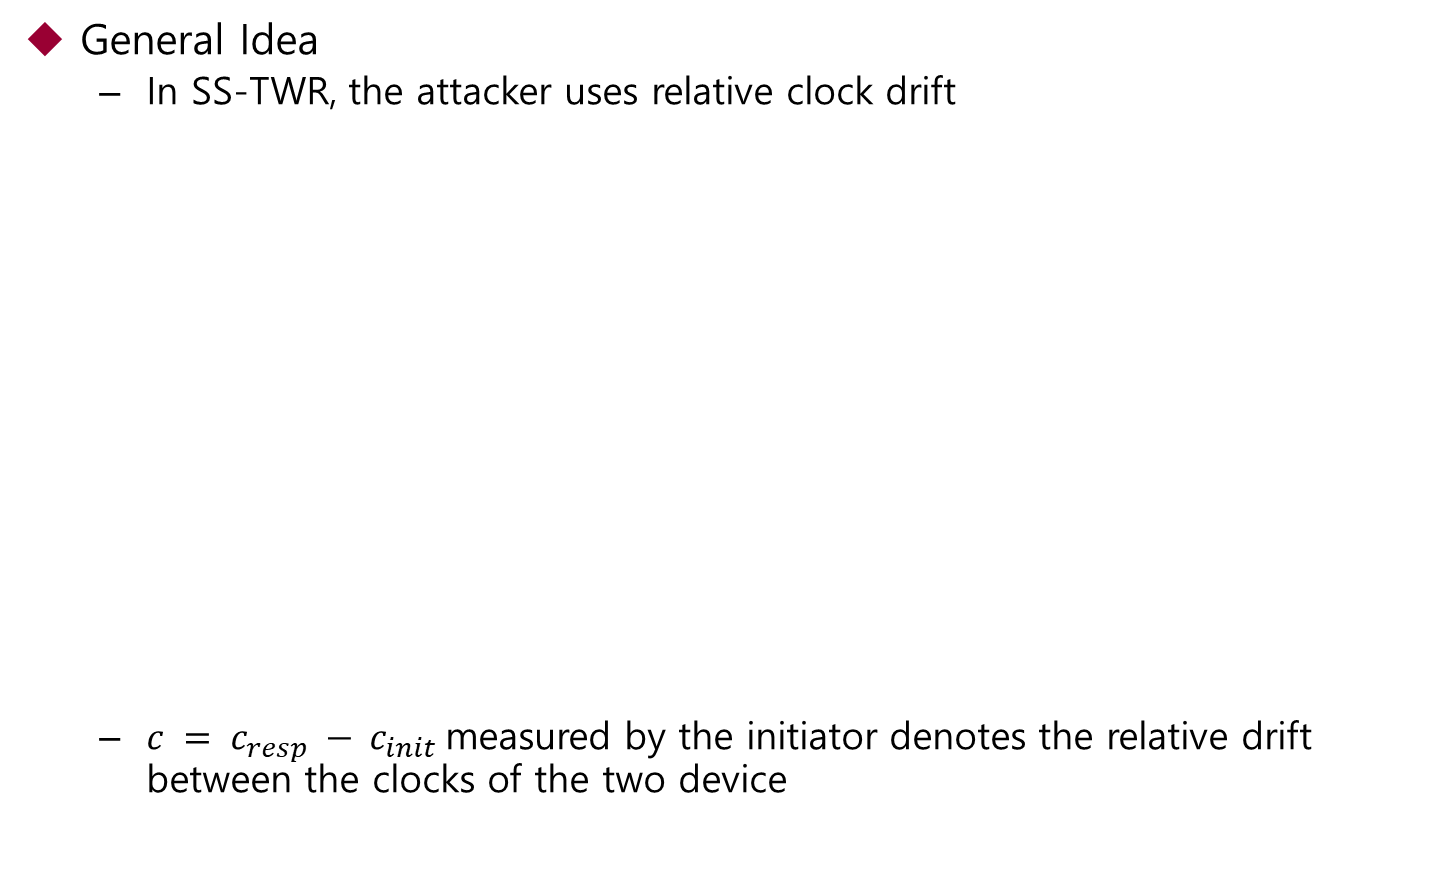 General Idea
– In SS-TWR, the attacker uses relative clock drift
– c = c_resp − c_init measured by the initiator denotes the relative drift
between the clocks of the two device